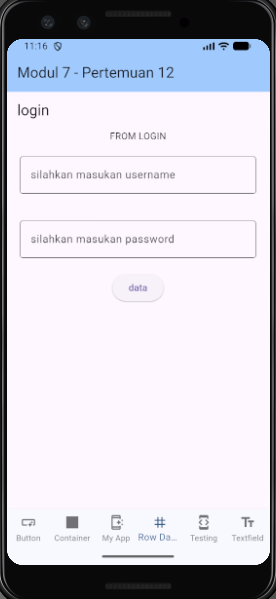 11:16
Modul 7 - Pertemuan 12
login
FROM LOGIN
silahkan masukan username
silahkan masukan password
data
Button Container My App Row Da... Testing Textfield